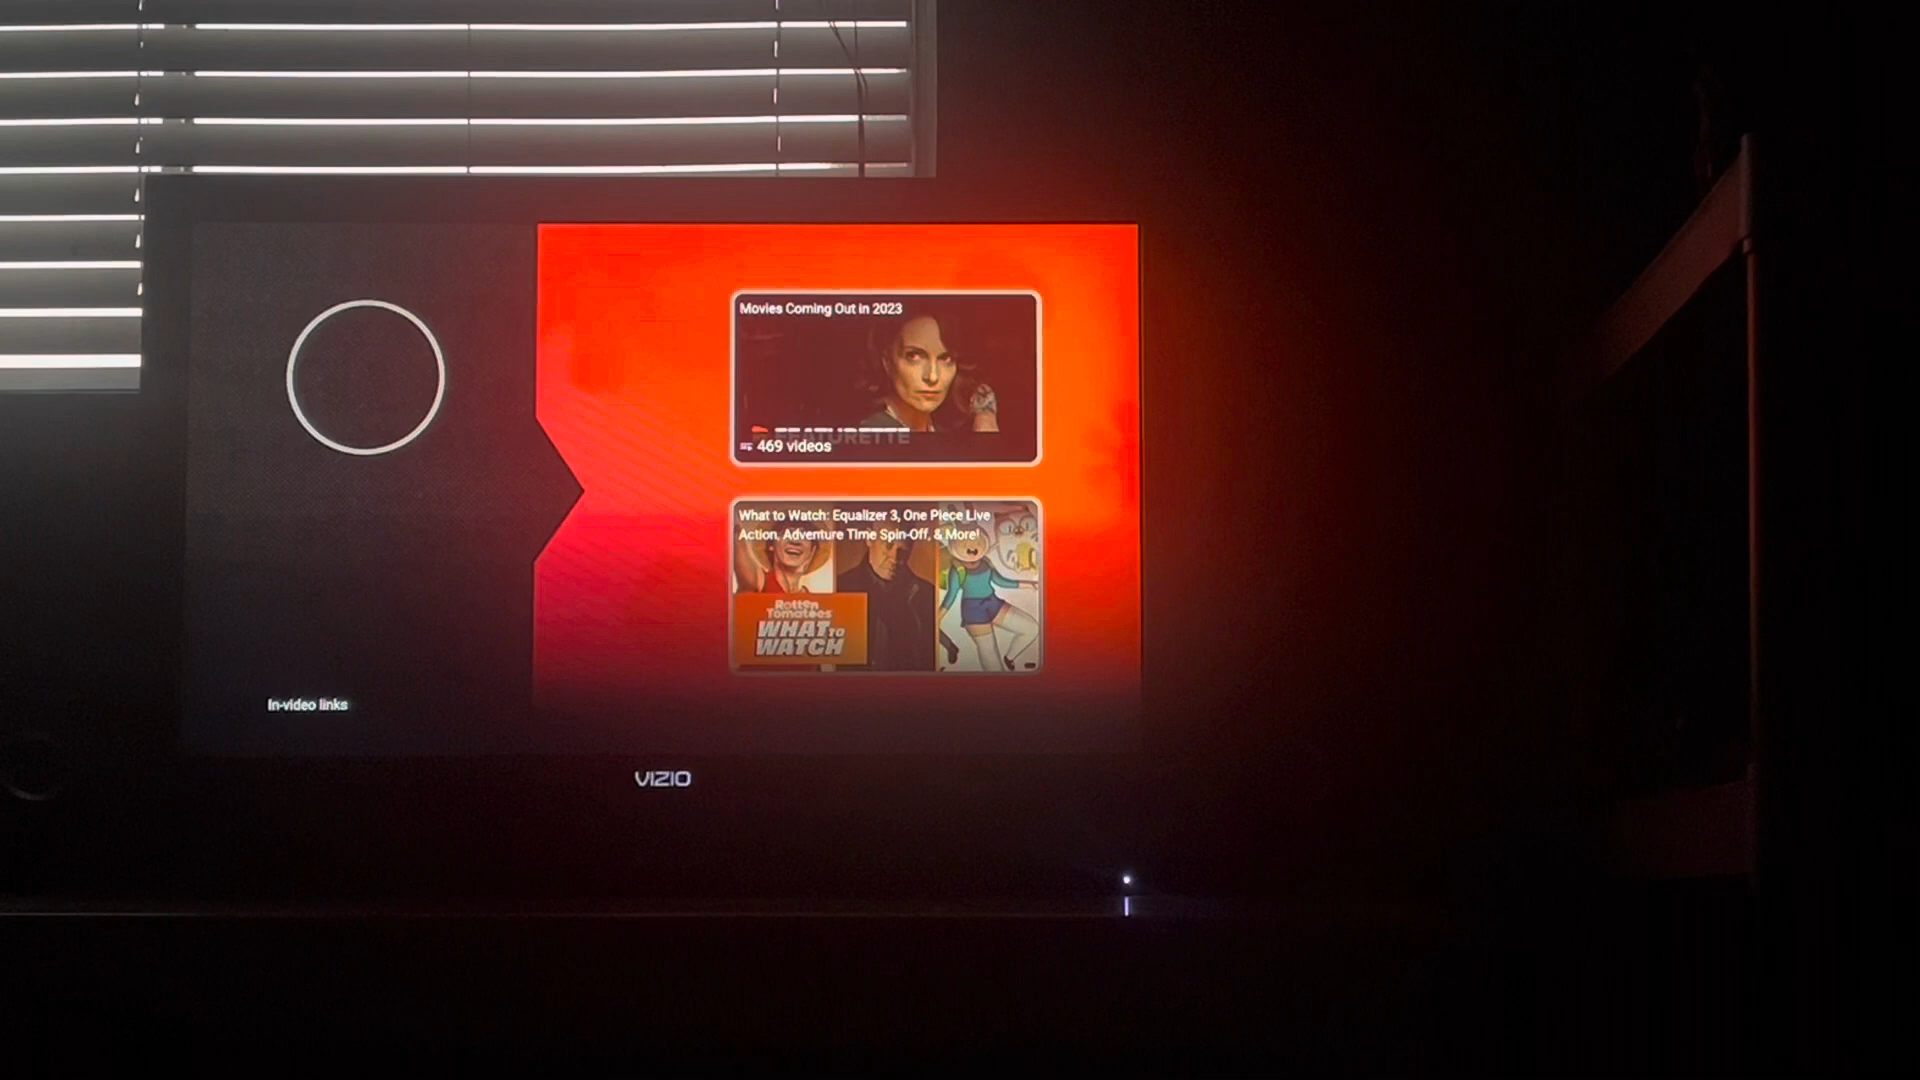 Movies Coming Out in 2023
FEATURETTE
469 videos
What to Watch: Equalizer 3, One Piece Live
Action, Adventure Time Spin-Off, & More!
Rotten
Tomatoes
WHAT TO
WATCH
In-video links
VIZIO